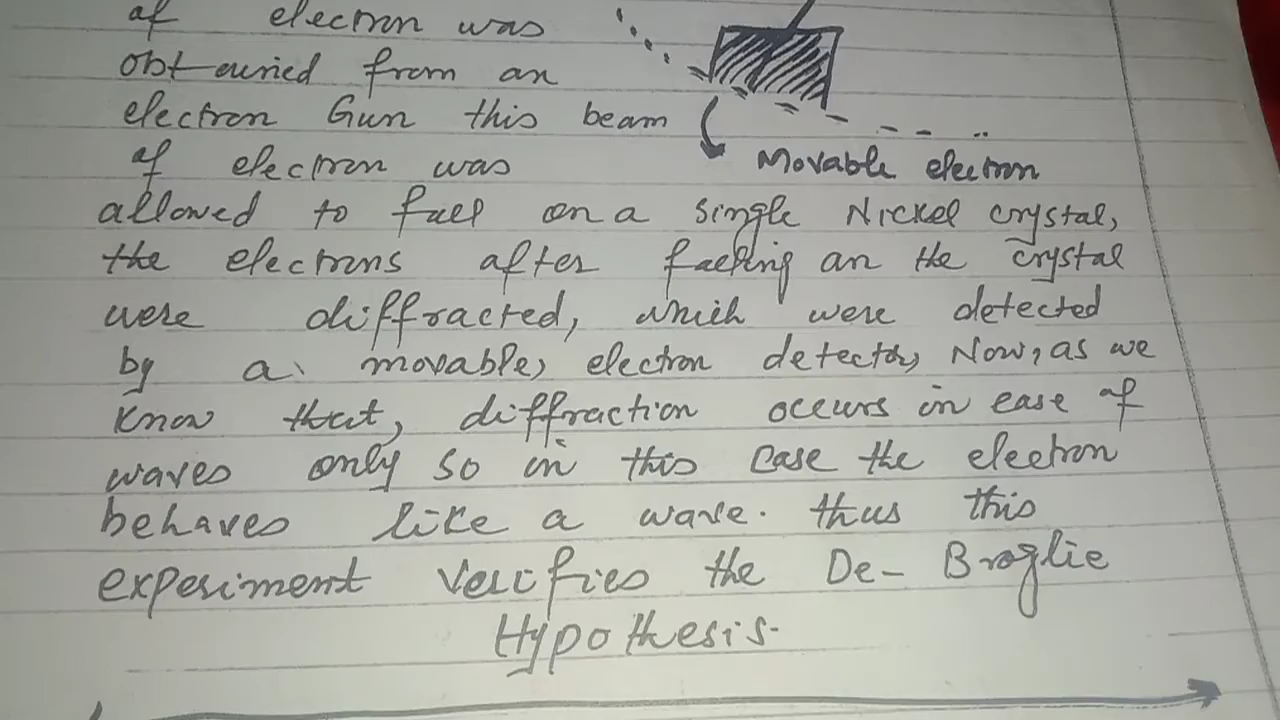 of electron was
obtained from an
electron Gun this beam
of electron was
Movable electron
allowed to fall on a single Nickel crystal,
the electrons after falling on the crystal
were diffracted, which were detected
by a movable, electron detector, Now, as we
know that, diffraction occurs in case of
waves only so in this case the electron
behaves like a wave. thus this
experiment verifies the De-Broglie
Hypothesis.